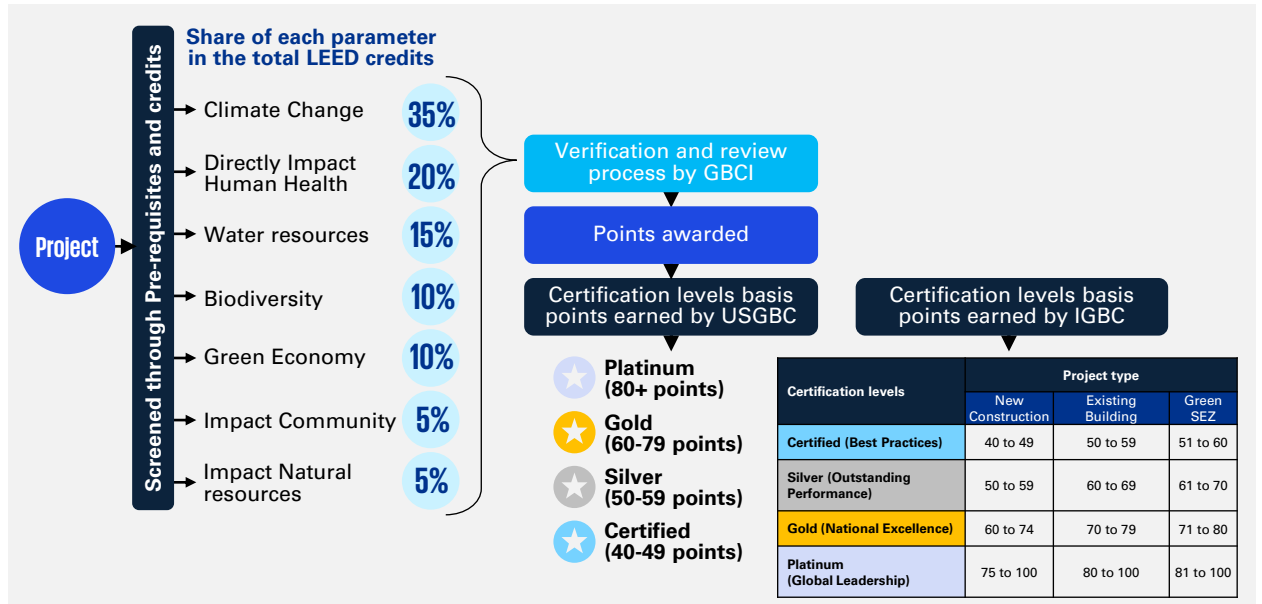 Project
Screened through Pre-requisites and credits
Share of each parameter
in the total LEED credits
Climate Change
35%
Directly Impact
Human Health
20%
Water resources
15%
Biodiversity
10%
Green Economy
10%
Impact Community
5%
Impact Natural
resources
5%
Verification and review
process by GBCI
Points awarded
Certification levels basis
points earned by USGBC
Platinum
(80+ points)
Gold
(60-79 points)
Silver
(50-59 points)
Certified
(40-49 points)
Certification levels basis
points earned by IGBC
Certification levels
Project type
New
Construction
Existing
Building
Green
SEZ
Certified (Best Practices)
40 to 49
50 to 59
51 to 60
Silver (Outstanding
Performance)
50 to 59
60 to 69
61 to 70
Gold (National Excellence)
60 to 74
70 to 79
71 to 80
Platinum
(Global Leadership)
75 to 100
80 to 100
81 to 100